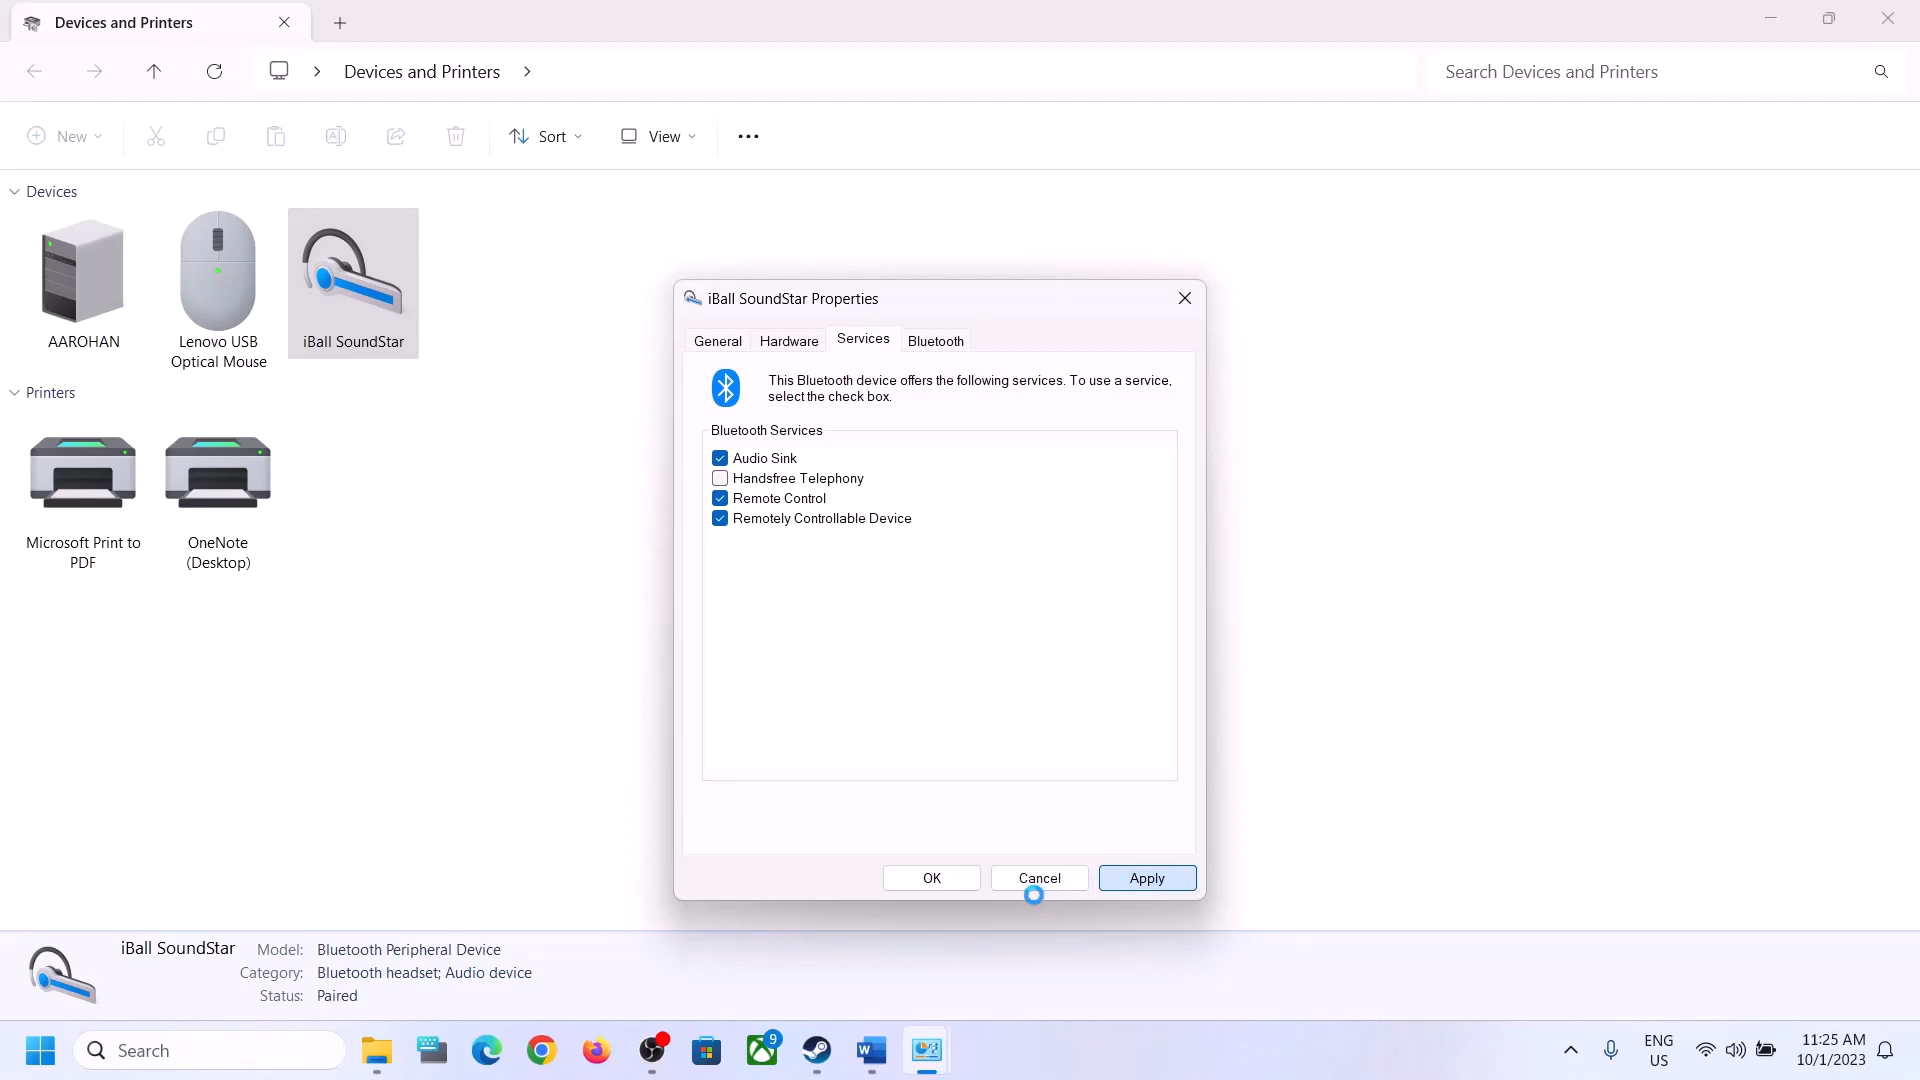 Devices and Printers
Devices and Printers
Search Devices and Printers
New
Sort
View
Devices
AAROHAN
Lenovo USB
Optical Mouse
iBall SoundStar
Printers
Microsoft Print to
PDF
OneNote
(Desktop)
iBall SoundStar Properties
General
Hardware
Services
Bluetooth
This Bluetooth device offers the following services. To use a service,
select the check box.
Bluetooth Services
Audio Sink
Handsfree Telephony
Remote Control
Remotely Controllable Device
OK
Cancel
Apply
iBall SoundStar
Model: Bluetooth Peripheral Device
Category: Bluetooth headset; Audio device
Status: Paired
Search
9
ENG
US
11:25 AM
10/1/2023